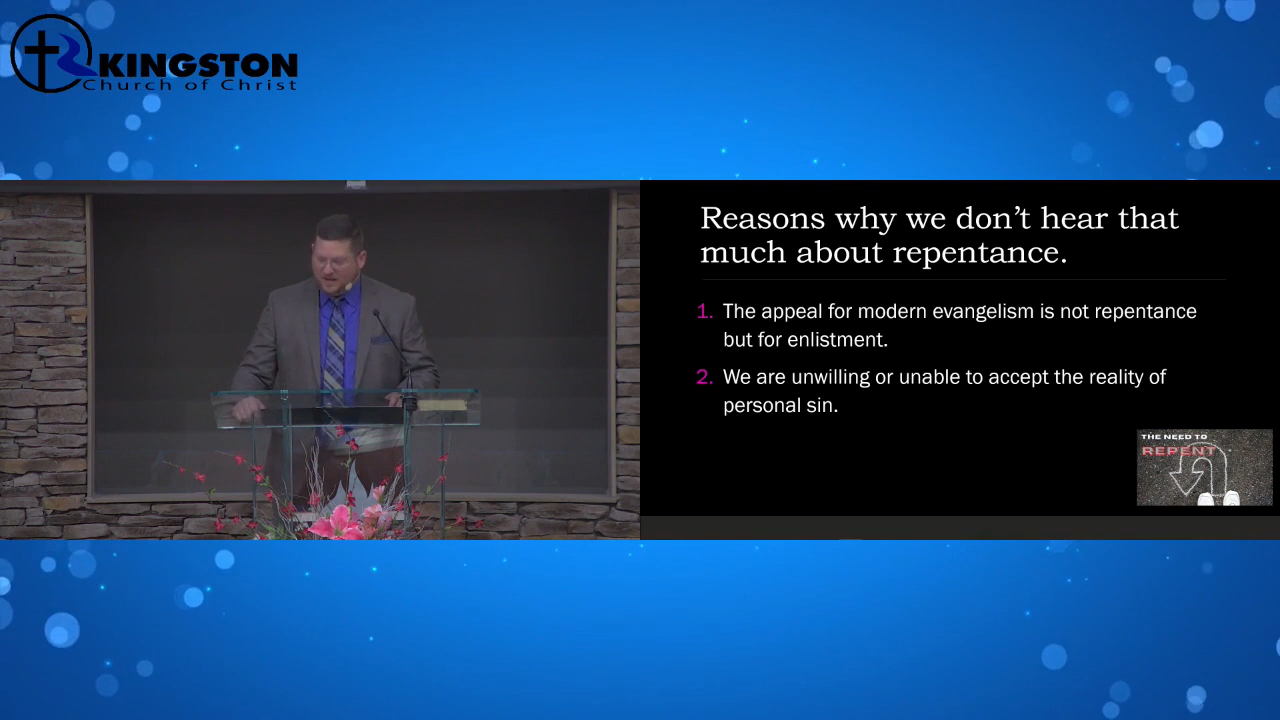 KINGSTON
Church of Christ
Reasons why we don’t hear that
much about repentance.
1. The appeal for modern evangelism is not repentance
but for enlistment.
2. We are unwilling or unable to accept the reality of
personal sin.
THE NEED TO
REPENT